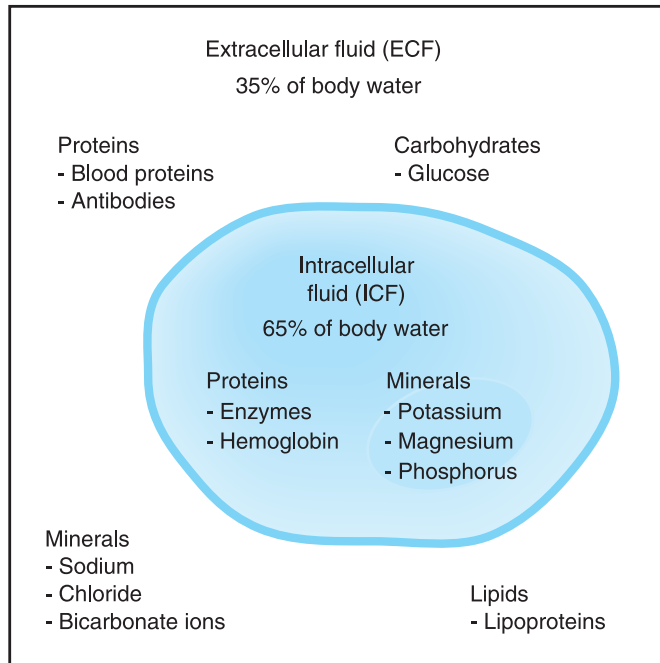 Extracellular fluid (ECF)
35% of body water
Proteins
- Blood proteins
- Antibodies
Carbohydrates
- Glucose
Intracellular
fluid (ICF)
65% of body water
Proteins
- Enzymes
- Hemoglobin
Minerals
- Potassium
- Magnesium
- Phosphorus
Minerals
- Sodium
- Chloride
- Bicarbonate ions
Lipids
- Lipoproteins